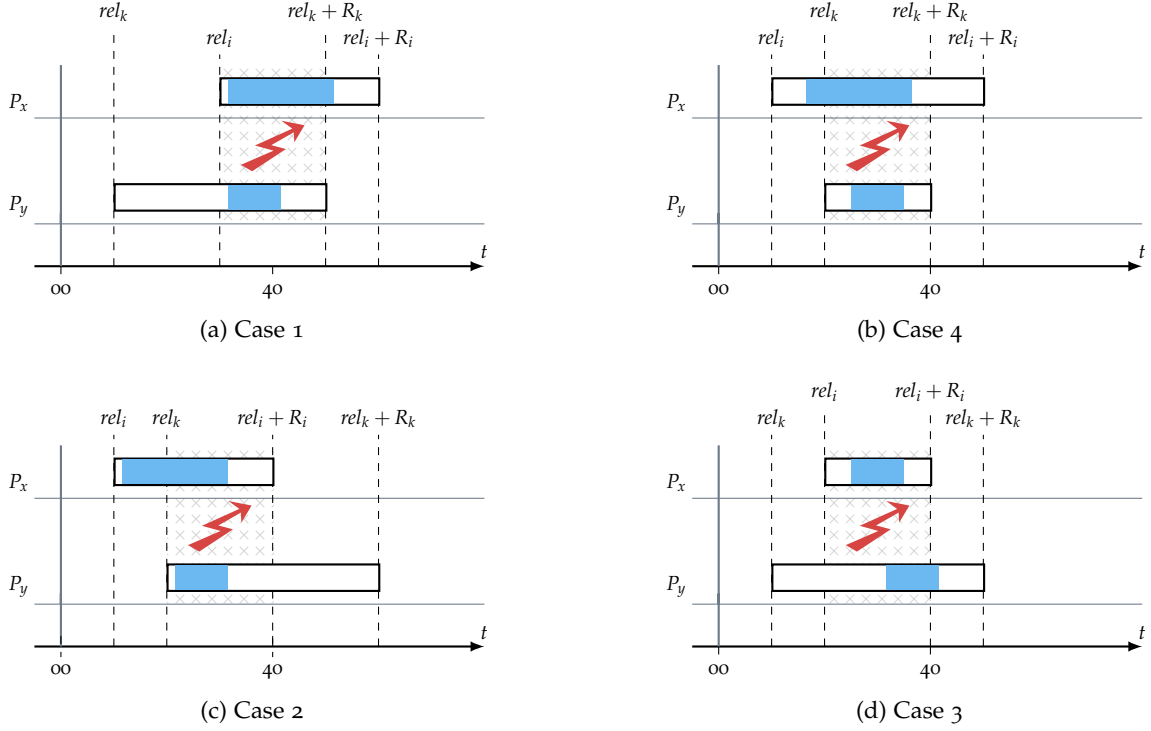 rel_k
rel_k + R_k
rel_i
rel_i + R_i
P_x
P_y
t
00
40
(a) Case 1
rel_k
rel_k + R_k
rel_i
rel_i + R_i
P_x
P_y
t
00
40
(b) Case 4
rel_i
rel_k
rel_i + R_i
rel_k + R_k
P_x
P_y
t
00
40
(c) Case 2
rel_i + R_i
rel_i
rel_k
rel_k + R_k
P_x
P_y
t
00
40
(d) Case 3